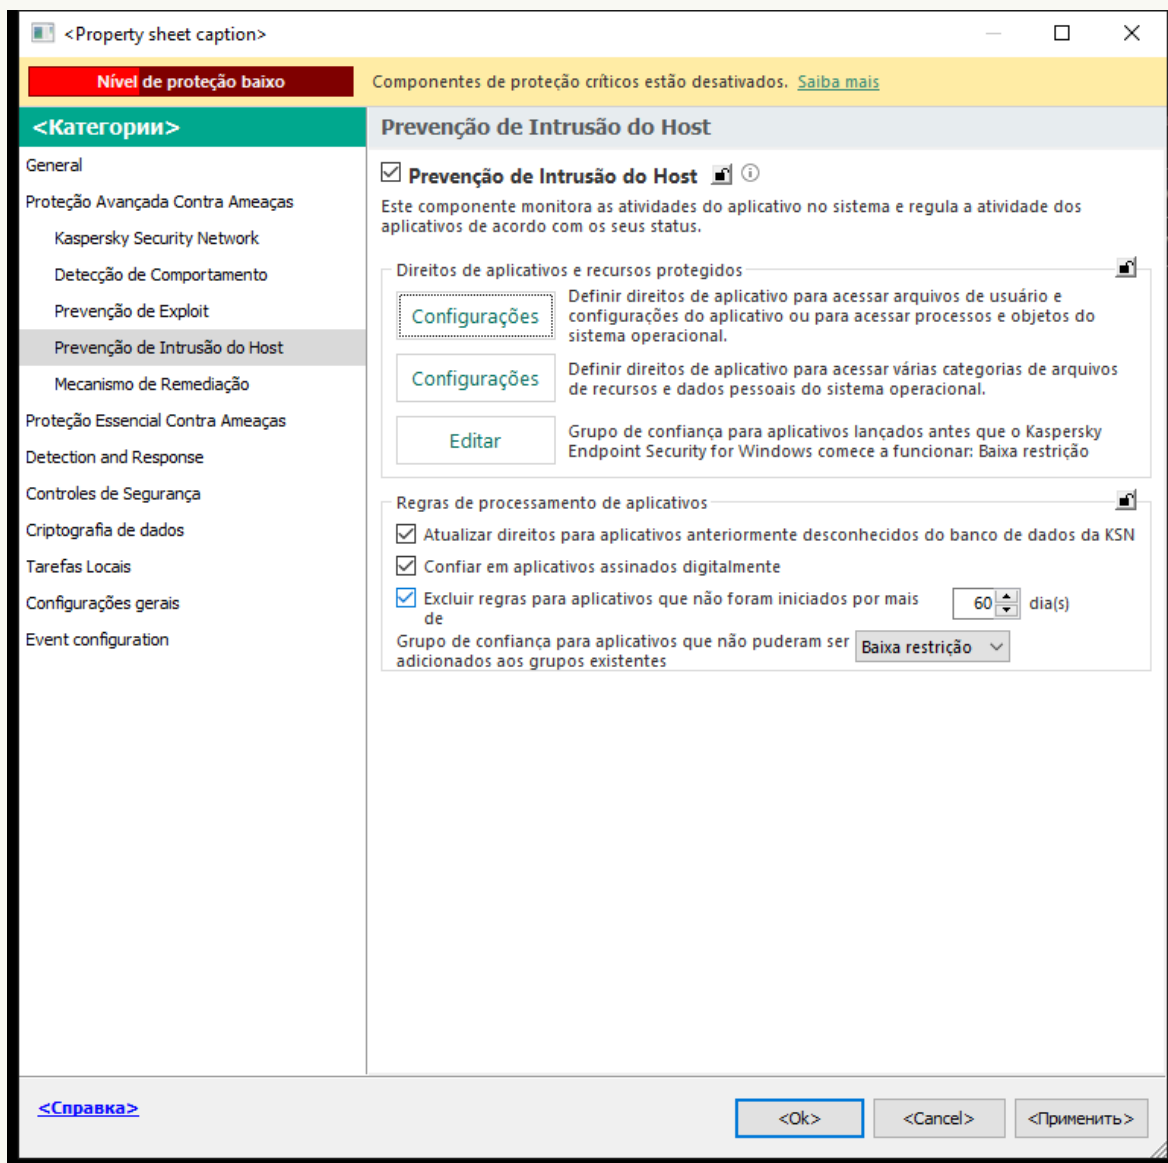 <Property sheet caption>
Nível de proteção baixo
Componentes de proteção críticos estão desativados. Saiba mais
<Категории>
General
Proteção Avançada Contra Ameaças
Kaspersky Security Network
Detecção de Comportamento
Prevenção de Exploit
Prevenção de Intrusão do Host
Mecanismo de Remediação
Proteção Essencial Contra Ameaças
Detection and Response
Controles de Segurança
Criptografia de dados
Tarefas Locais
Configurações gerais
Event configuration
Prevenção de Intrusão do Host
Prevenção de Intrusão do Host
Este componente monitora as atividades do aplicativo no sistema e regula a atividade dos
aplicativos de acordo com os seus status.
Direitos de aplicativos e recursos protegidos
Configurações
Definir direitos de aplicativo para acessar arquivos de usuário e
configurações do aplicativo ou para acessar processos e objetos do
sistema operacional.
Configurações
Definir direitos de aplicativo para acessar várias categorias de arquivos
de recursos e dados pessoais do sistema operacional.
Editar
Grupo de confiança para aplicativos lançados antes que o Kaspersky
Endpoint Security for Windows comece a funcionar: Baixa restrição
Regras de processamento de aplicativos
Atualizar direitos para aplicativos anteriormente desconhecidos do banco de dados da KSN
Confiar em aplicativos assinados digitalmente
Excluir regras para aplicativos que não foram iniciados por mais
de
60 dia(s)
Grupo de confiança para aplicativos que não puderam ser
adicionados aos grupos existentes
Baixa restrição
<Справка>
<Ok>
<Cancel>
<Применить>